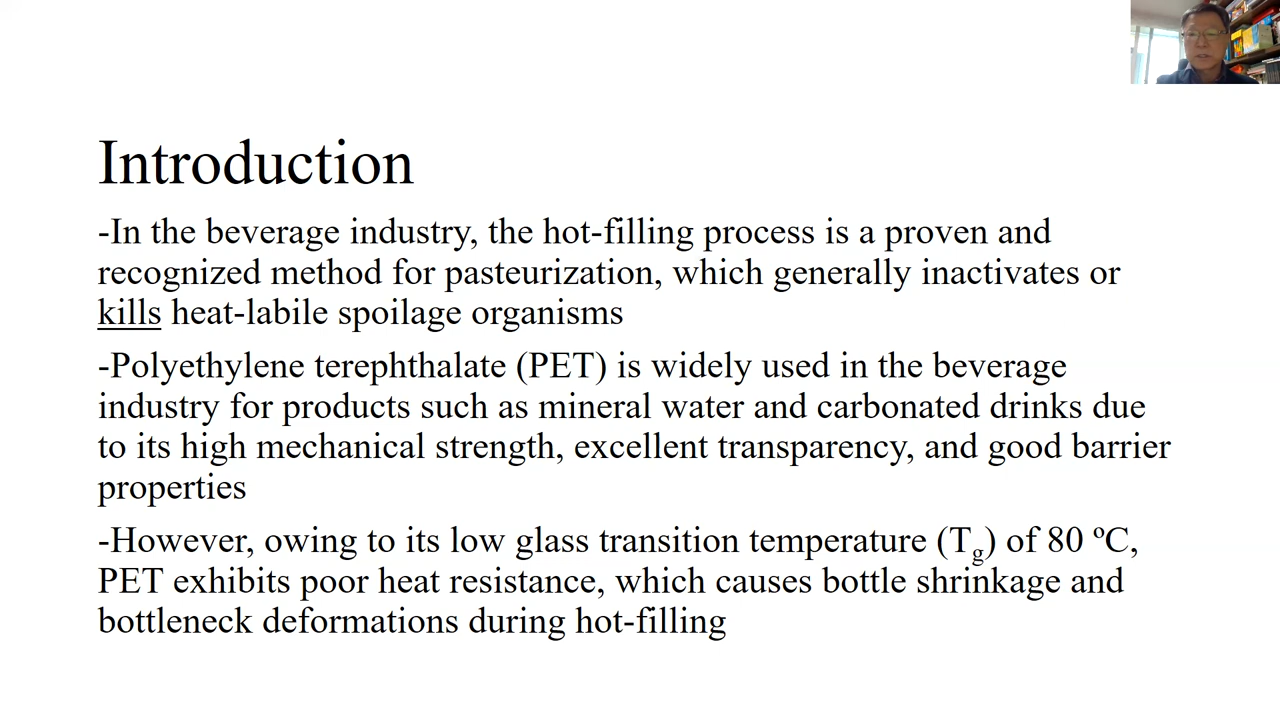 Introduction
-In the beverage industry, the hot-filling process is a proven and
recognized method for pasteurization, which generally inactivates or
kills heat-labile spoilage organisms
-Polyethylene terephthalate (PET) is widely used in the beverage
industry for products such as mineral water and carbonated drinks due
to its high mechanical strength, excellent transparency, and good barrier
properties
-However, owing to its low glass transition temperature (Tg) of 80 ºC,
PET exhibits poor heat resistance, which causes bottle shrinkage and
bottleneck deformations during hot-filling